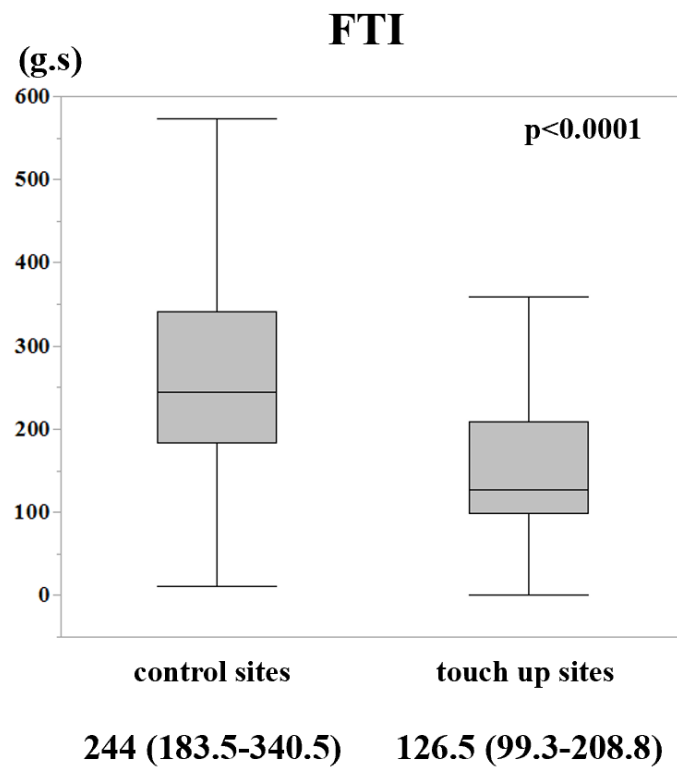 FTI
(g.s)
600
p<0.0001
500
400
300
200
100
0
control sites touch up sites
244 (183.5-340.5) 126.5 (99.3-208.8)